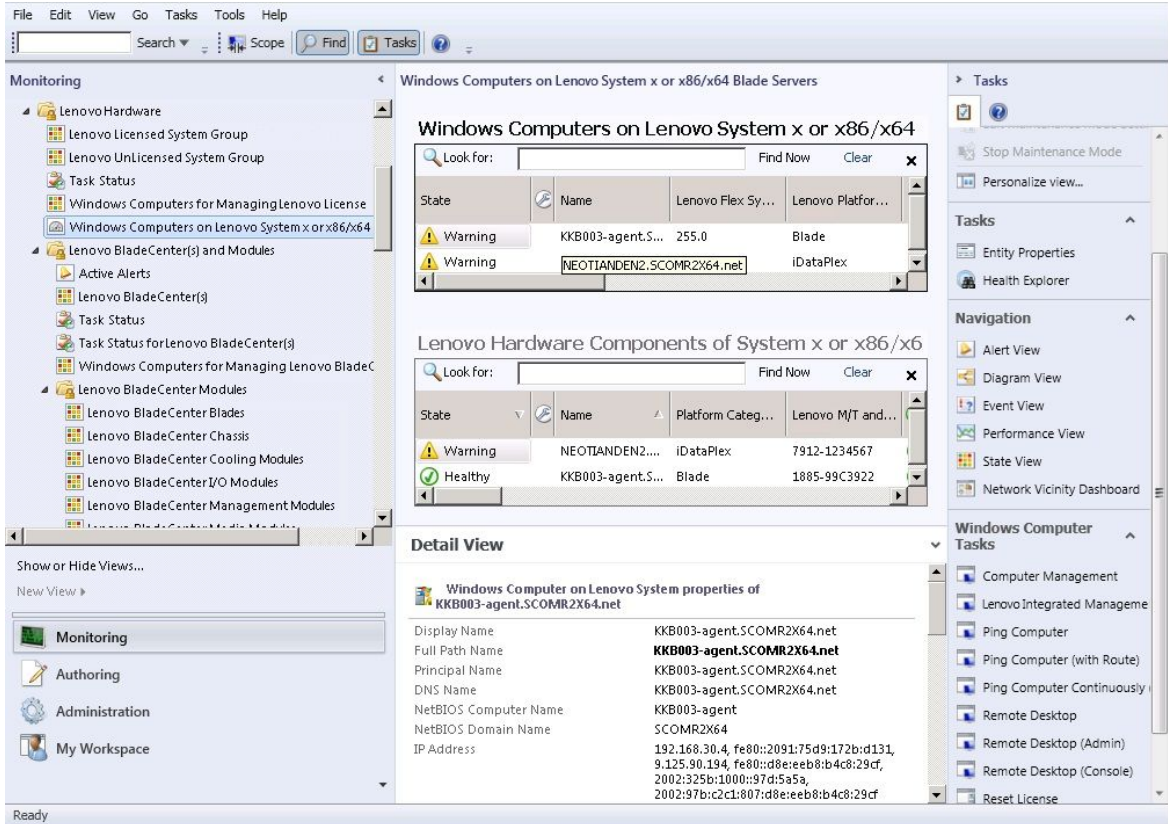 File Edit View Go Tasks Tools Help
Search Scope Find Tasks
Monitoring
Lenovo Hardware
Lenovo Licensed System Group
Lenovo UnLicensed System Group
Task Status
Windows Computers for Managing Lenovo License
Windows Computers on Lenovo System x or x86/x64
Lenovo BladeCenter(s) and Modules
Active Alerts
Lenovo BladeCenter(s)
Task Status
Task Status for Lenovo BladeCenter(s)
Windows Computers for Managing Lenovo BladeC
Lenovo BladeCenter Modules
Lenovo BladeCenter Blades
Lenovo BladeCenter Chassis
Lenovo BladeCenter Cooling Modules
Lenovo BladeCenter I/O Modules
Lenovo BladeCenter Management Modules
Show or Hide Views...
New View
Monitoring
Authoring
Administration
My Workspace
Windows Computers on Lenovo System x or x86/x64 Blade Servers
Windows Computers on Lenovo System x or x86/x64
Look for: Find Now Clear
State Name Lenovo Flex Sy... Lenovo Platfor...
Warning KKB003-agent.S... 255.0 Blade
Warning NEOTIANDEN2.SCOMR2X64.net iDataPlex
Lenovo Hardware Components of System x or x86/x6
Look for: Find Now Clear
State Name Platform Categ... Lenovo M/T and...
Warning NEOTIANDEN2.... iDataPlex 7912-1234567
Healthy KKB003-agent.S... Blade 1885-99C3922
Detail View
Windows Computer on Lenovo System properties of
KKB003-agent.SCOMR2X64.net
Display Name KKB003-agent.SCOMR2X64.net
Full Path Name KKB003-agent.SCOMR2X64.net
Principal Name KKB003-agent.SCOMR2X64.net
DNS Name KKB003-agent.SCOMR2X64.net
NetBIOS Computer Name KKB003-agent
NetBIOS Domain Name SCOMR2X64
IP Address 192.168.30.4, fe80::2091:75d9:172b:d131,
9.125.90.194, fe80::d8e:eeb8:b4c8:29cf,
2002:325b:1000::97d:5a5a,
2002:97b:c2c1:807:d8e:eeb8:b4c8:29cf
Tasks
Stop Maintenance Mode
Personalize view...
Tasks
Entity Properties
Health Explorer
Navigation
Alert View
Diagram View
Event View
Performance View
State View
Network Vicinity Dashboard
Windows Computer
Tasks
Computer Management
Lenovo Integrated Manageme
Ping Computer
Ping Computer (with Route)
Ping Computer Continuously
Remote Desktop
Remote Desktop (Admin)
Remote Desktop (Console)
Reset License
Ready